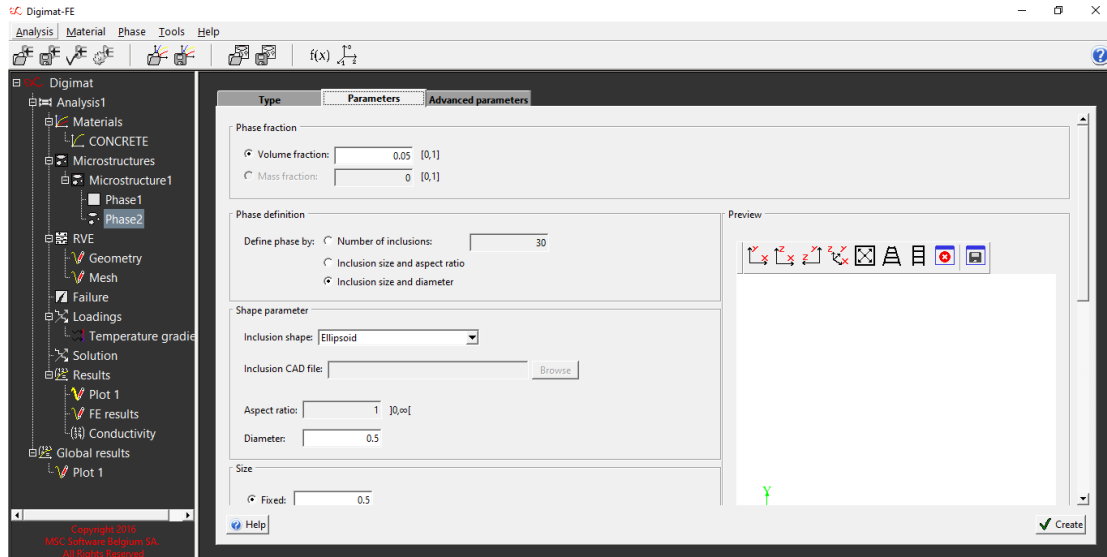 Digimat-FE
Analysis Material Phase Tools Help
f(x)
Digimat
Analysis1
Materials
CONCRETE
Microstructures
Microstructure1
Phase1
Phase2
RVE
Geometry
Mesh
Failure
Loadings
Temperature gradie
Solution
Results
Plot 1
FE results
Conductivity
Global results
Plot 1
Copyright 2016
MSC Software Belgium SA.
All Rights Reserved
Type Parameters Advanced parameters
Phase fraction
Volume fraction: 0.05 [0,1]
Mass fraction: 0 [0,1]
Phase definition
Define phase by: Number of inclusions: 30
Inclusion size and aspect ratio
Inclusion size and diameter
Shape parameter
Inclusion shape: Ellipsoid
Inclusion CAD file: Browse
Aspect ratio: 1 ]0,∞[
Diameter: 0.5
Size
Fixed: 0.5
Preview
Y
Help
Create